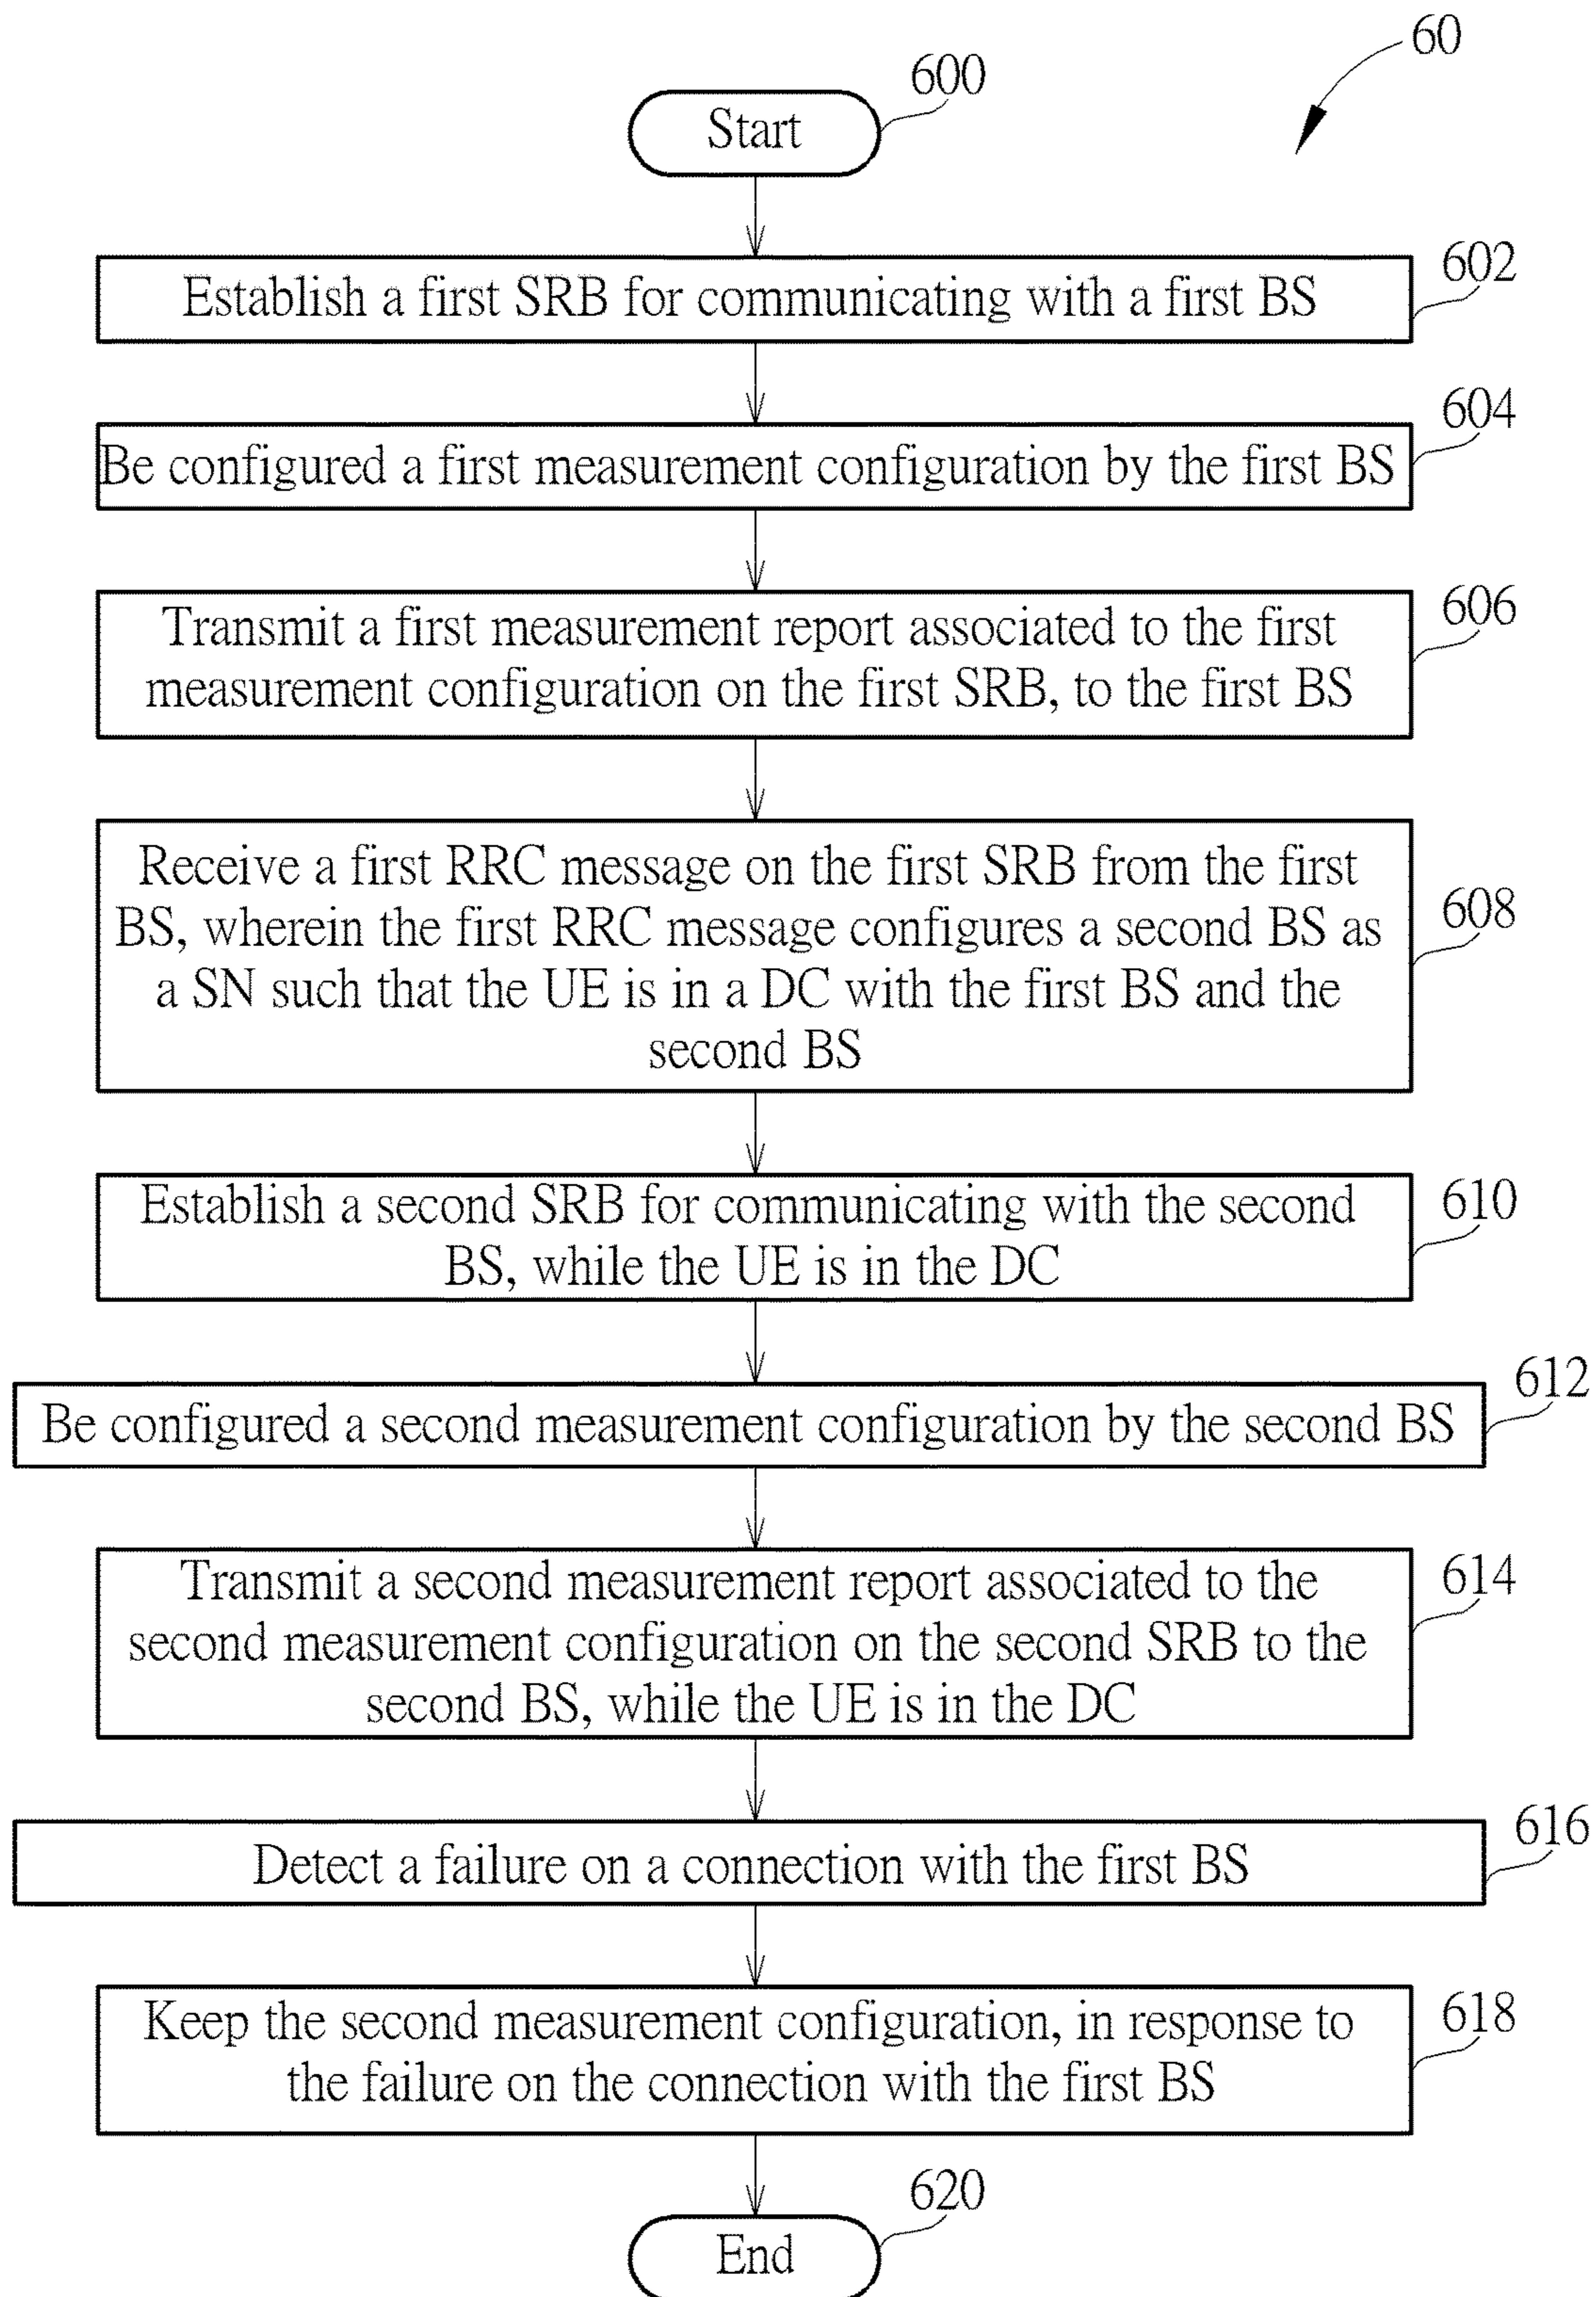 60
600
Start
602
Establish a first SRB for communicating with a first BS
604
Be configured a first measurement configuration by the first BS
606
Transmit a first measurement report associated to the first
measurement configuration on the first SRB, to the first BS
608
Receive a first RRC message on the first SRB from the first
BS, wherein the first RRC message configures a second BS as
a SN such that the UE is in a DC with the first BS and the
second BS
610
Establish a second SRB for communicating with the second
BS, while the UE is in the DC
612
Be configured a second measurement configuration by the second BS
614
Transmit a second measurement report associated to the
second measurement configuration on the second SRB to the
second BS, while the UE is in the DC
616
Detect a failure on a connection with the first BS
618
Keep the second measurement configuration, in response to
the failure on the connection with the first BS
620
End